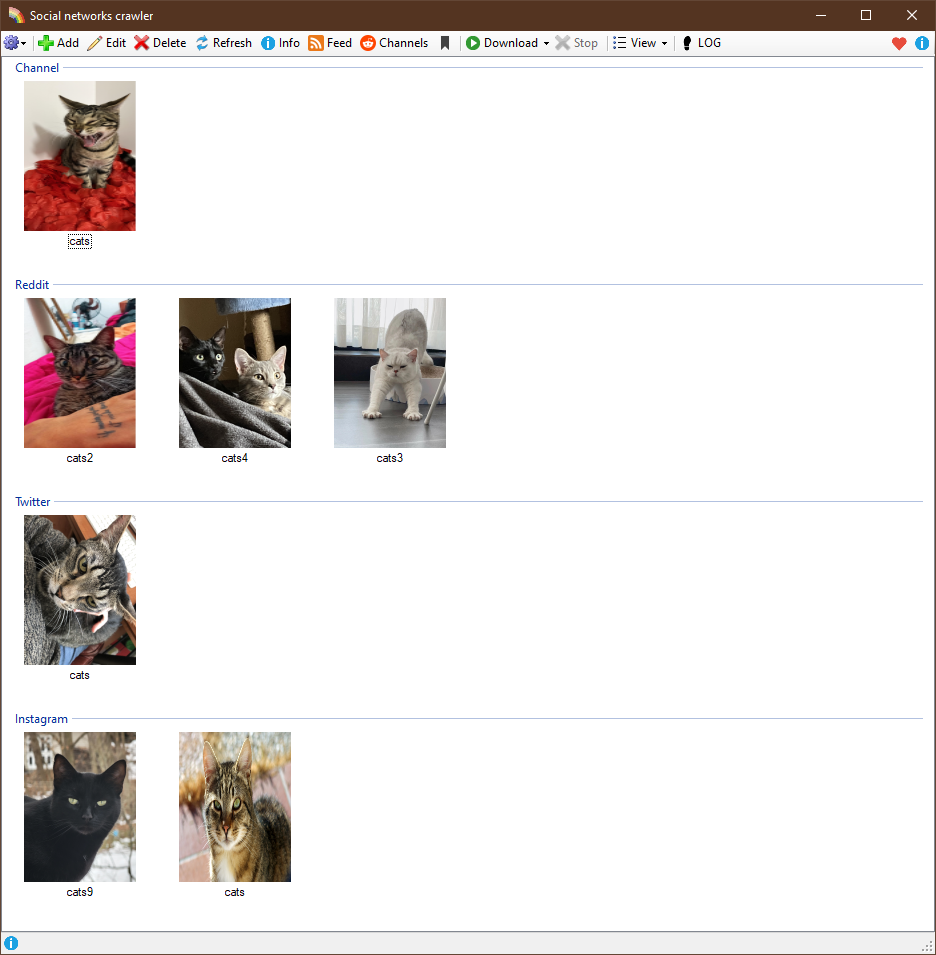 Social networks crawler
Add Edit Delete Refresh Info Feed Channels Download Stop View LOG
Channel
cats
Reddit
cats2 cats4 cats3
Twitter
cats
Instagram
cats9 cats